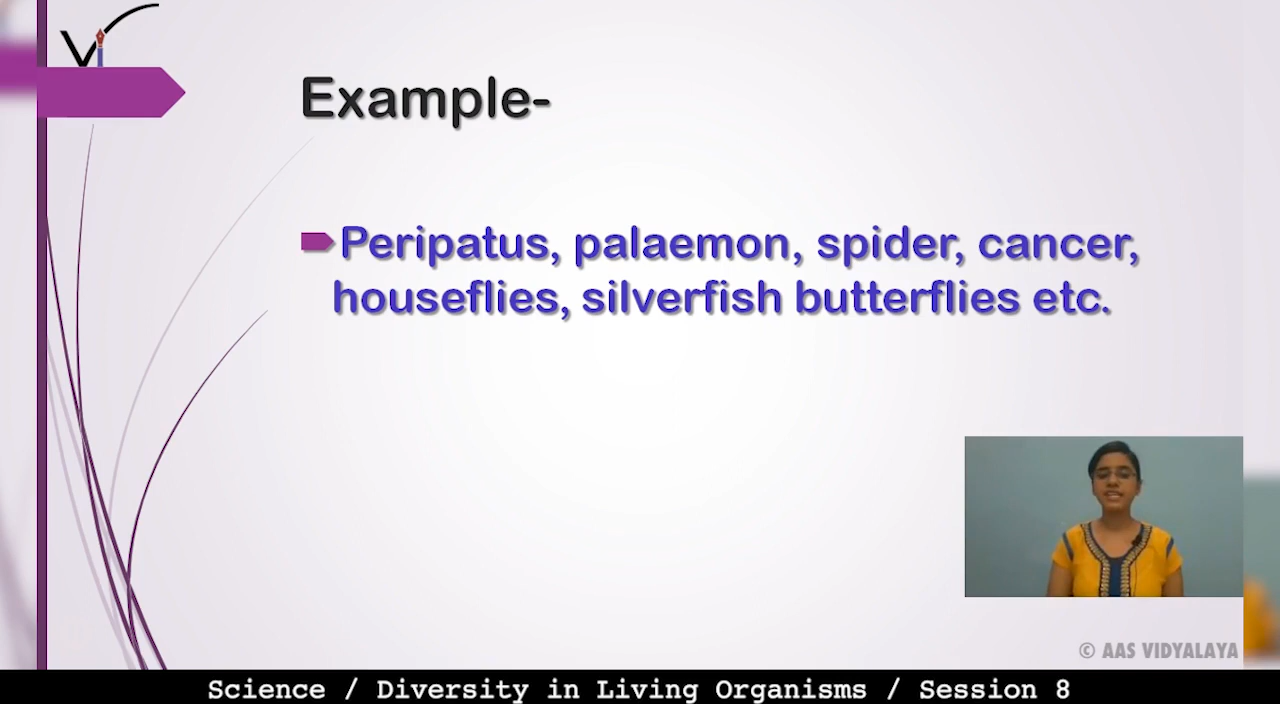 Example-
Peripatus, palaemon, spider, cancer,
houseflies, silverfish butterflies etc.
© AAS VIDYALAYA
Science / Diversity in Living Organisms / Session 8